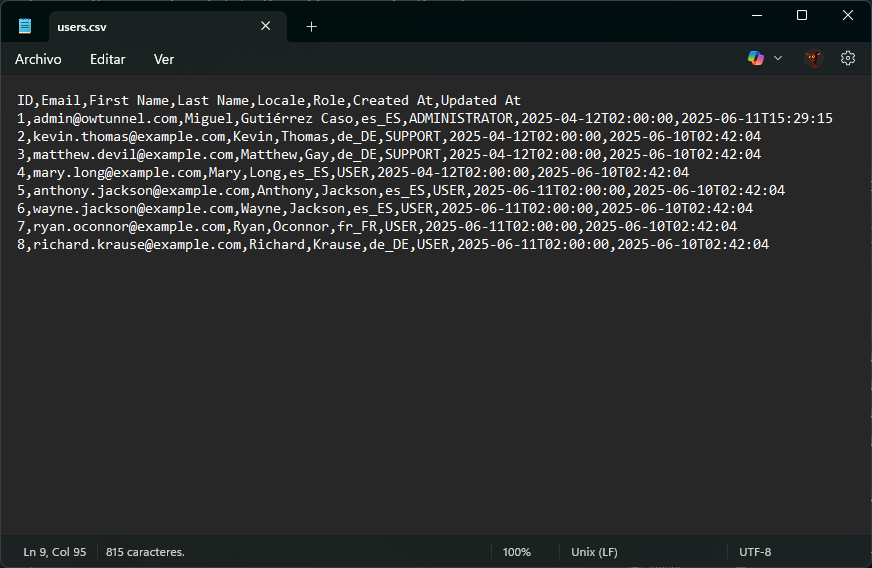 users.csv
Archivo Editar Ver
ID,Email,First Name,Last Name,Locale,Role,Created At,Updated At
1,admin@owtunnel.com,Miguel,Gutiérrez Caso,es_ES,ADMINISTRATOR,2025-04-12T02:00:00,2025-06-11T15:29:15
2,kevin.thomas@example.com,Kevin,Thomas,de_DE,SUPPORT,2025-04-12T02:00:00,2025-06-10T02:42:04
3,matthew.devil@example.com,Matthew,Gay,de_DE,SUPPORT,2025-04-12T02:00:00,2025-06-10T02:42:04
4,mary.long@example.com,Mary,Long,es_ES,USER,2025-04-12T02:00:00,2025-06-10T02:42:04
5,anthony.jackson@example.com,Anthony,Jackson,es_ES,USER,2025-06-11T02:00:00,2025-06-10T02:42:04
6,wayne.jackson@example.com,Wayne,Jackson,es_ES,USER,2025-06-11T02:00:00,2025-06-10T02:42:04
7,ryan.oconnor@example.com,Ryan,Oconnor,fr_FR,USER,2025-06-11T02:00:00,2025-06-10T02:42:04
8,richard.krause@example.com,Richard,Krause,de_DE,USER,2025-06-11T02:00:00,2025-06-10T02:42:04
Ln 9, Col 95 815 caracteres. 100% Unix (LF) UTF-8